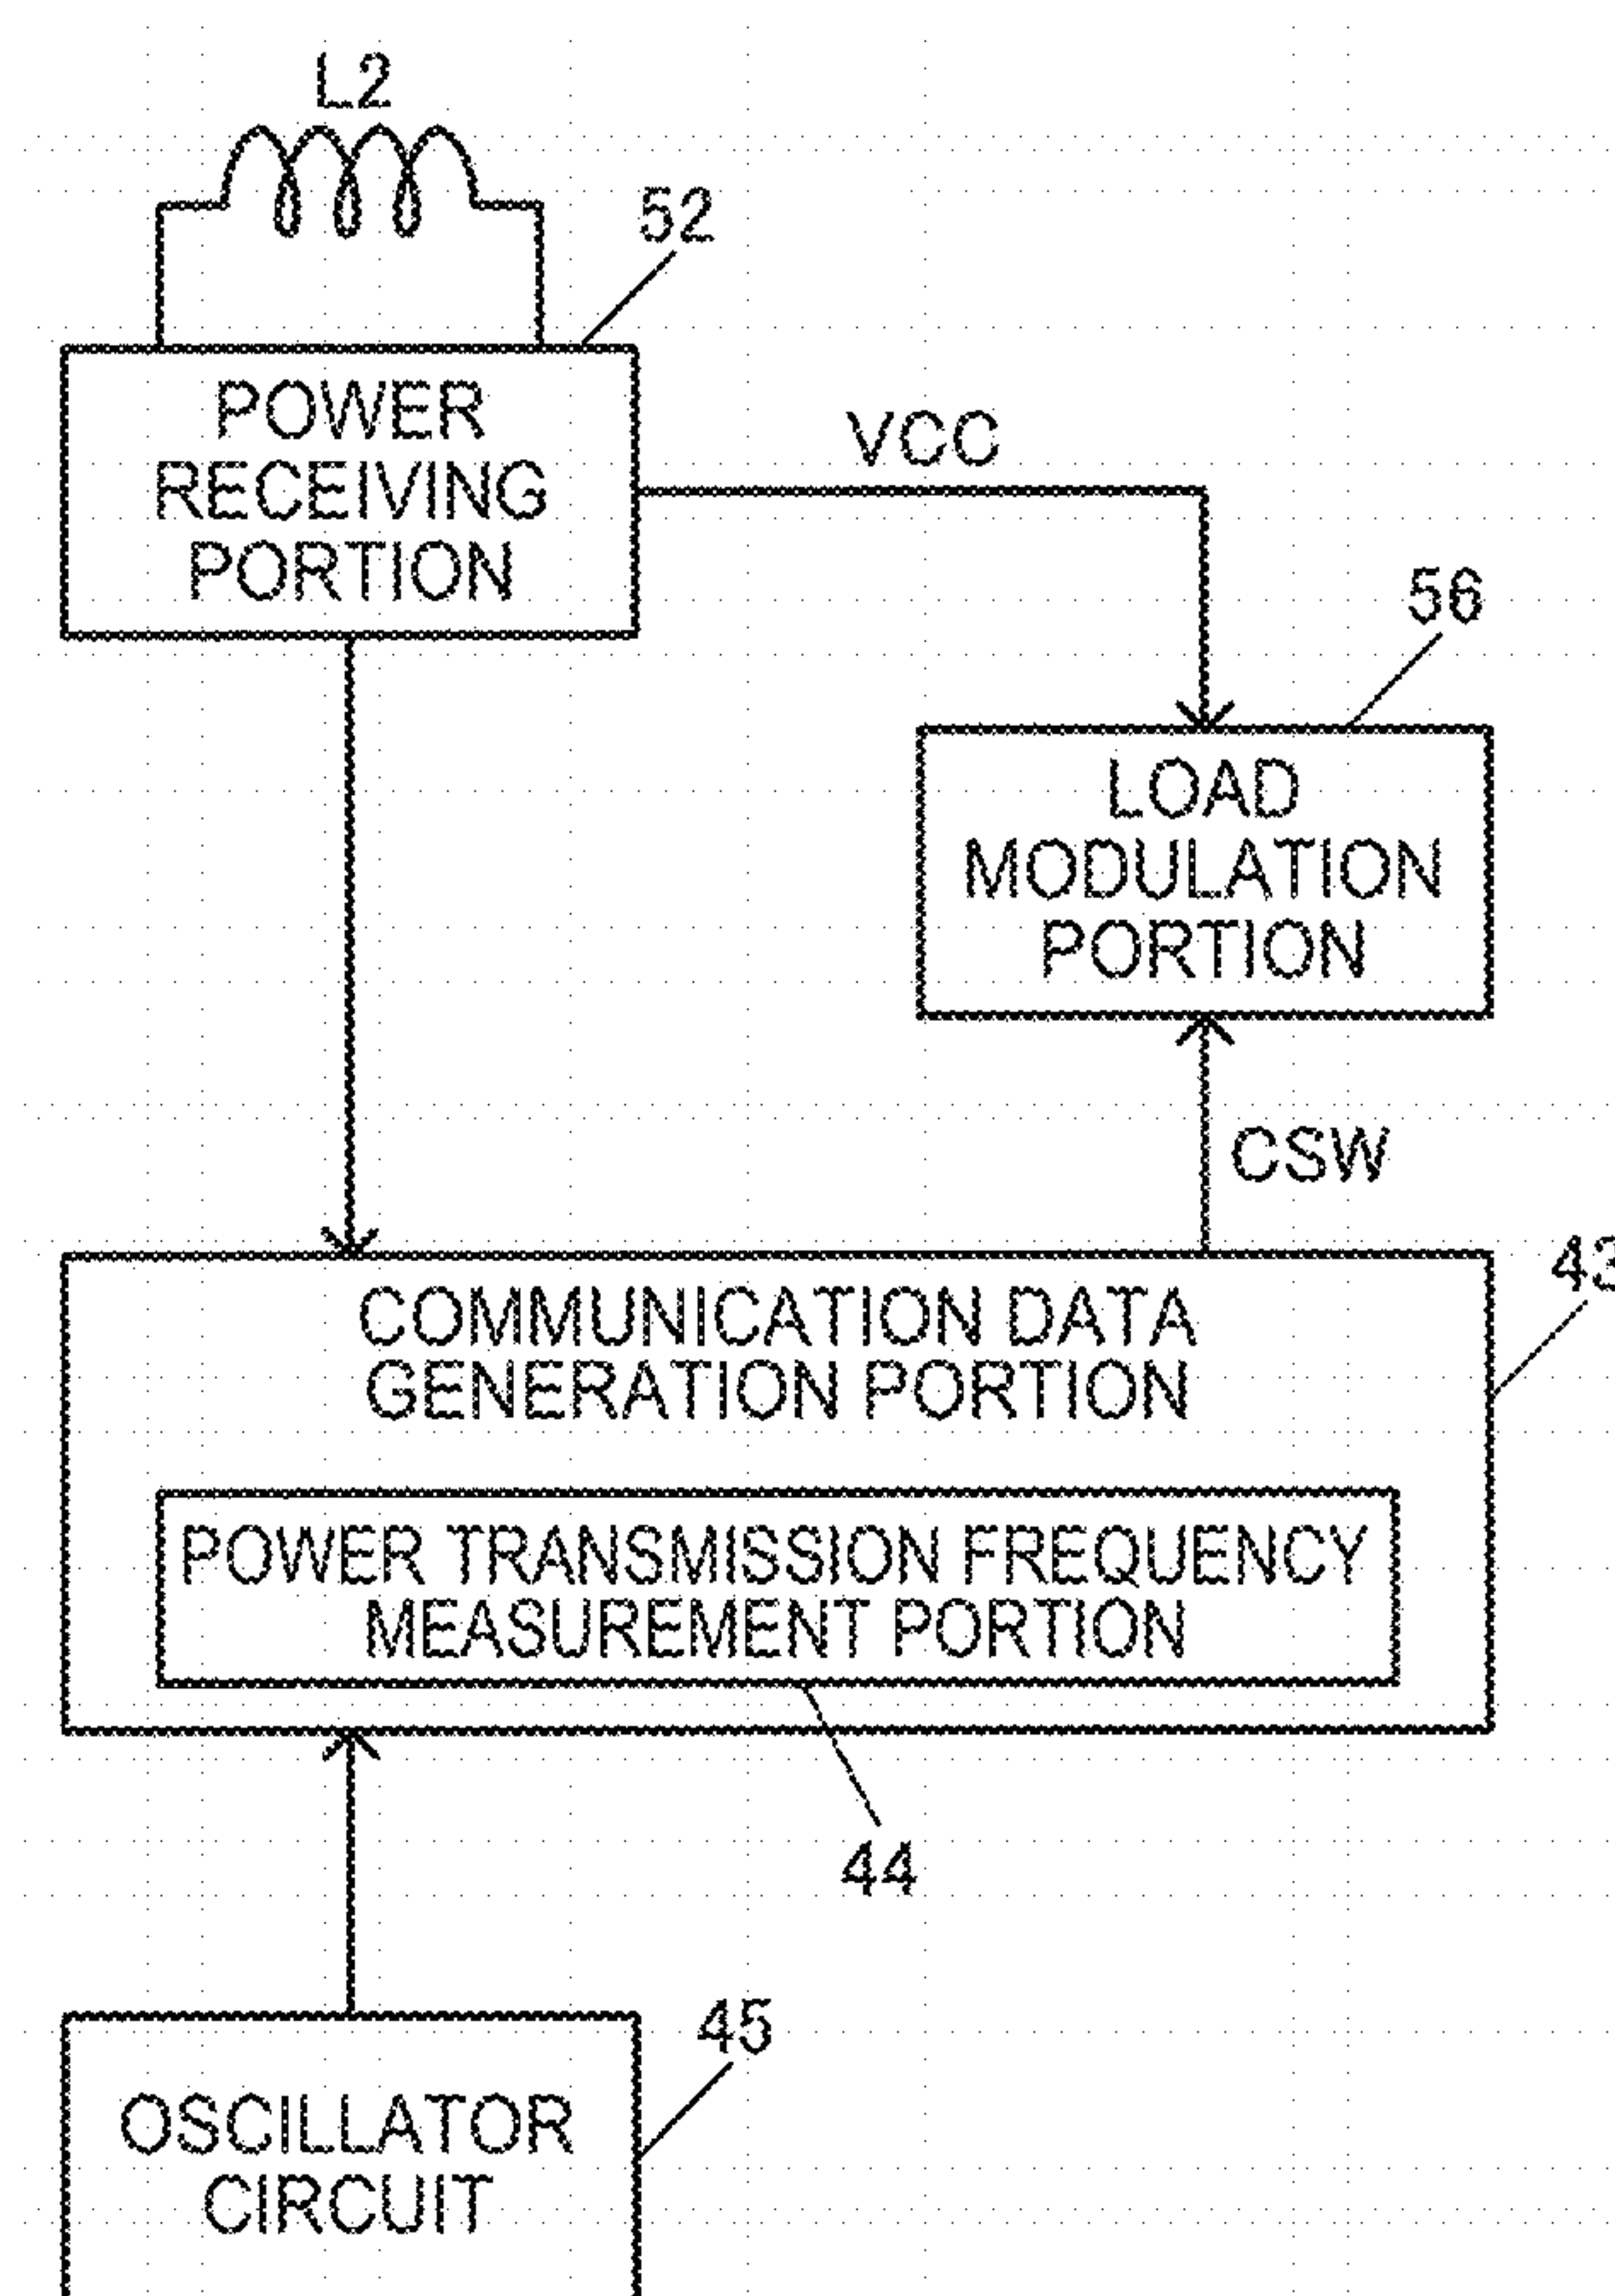 L2
52
POWER
RECEIVING
PORTION
VCC
56
LOAD
MODULATION
PORTION
CSW
43
COMMUNICATION DATA
GENERATION PORTION
POWER TRANSMISSION FREQUENCY
MEASUREMENT PORTION
44
45
OSCILLATOR
CIRCUIT